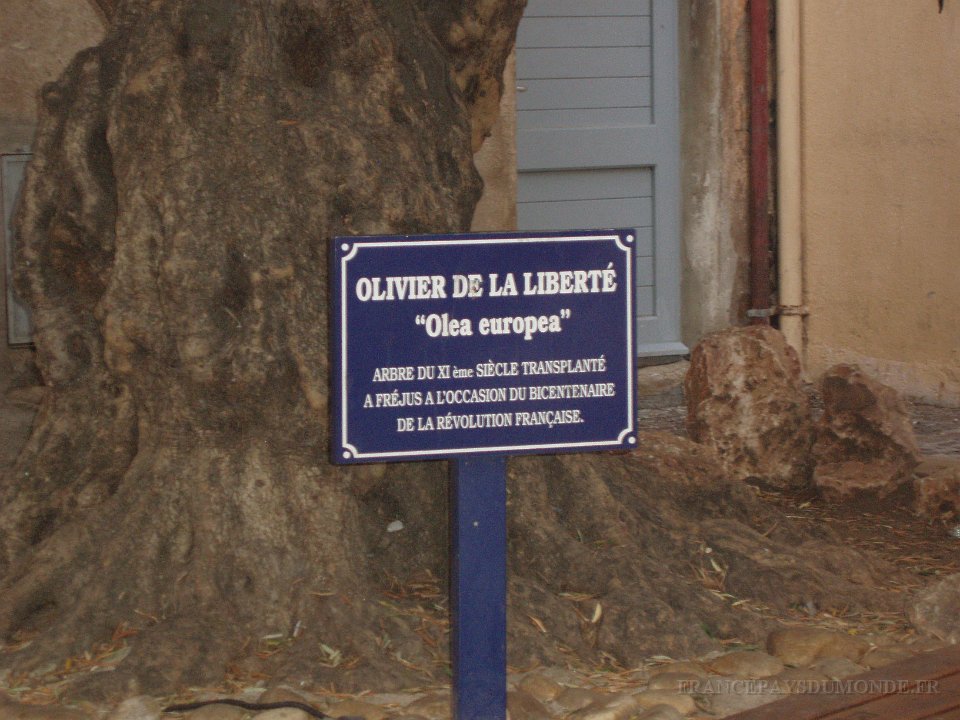 OLIVIER DE LA LIBERTÉ
“Olea europea”
ARBRE DU XI ème SIÈCLE TRANSPLANTÉ
A FRÉJUS A L'OCCASION DU BICENTENAIRE
DE LA RÉVOLUTION FRANÇAISE.
FRANCEPAYSDUMONDE.FR